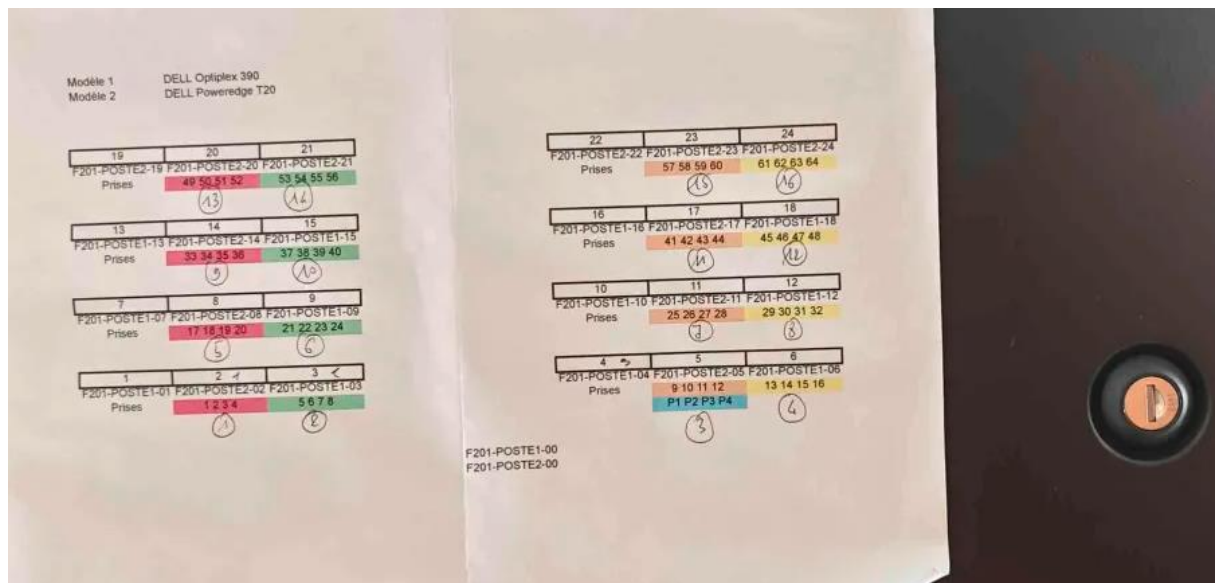 Modèle 1 DELL Optiplex 390
Modèle 2 DELL Poweredge T20
19 20 21
F201-POSTE2-19 F201-POSTE2-20 F201-POSTE2-21
Prises 49 50 51 52 53 54 55 56
13 14
13 14 15
F201-POSTE1-13 F201-POSTE2-14 F201-POSTE1-15
Prises 33 34 35 36 37 38 39 40
9 10
7 8 9
F201-POSTE1-07 F201-POSTE2-08 F201-POSTE1-09
Prises 17 18 19 20 21 22 23 24
5 6
1 2 1 3 2
F201-POSTE1-01 F201-POSTE2-02 F201-POSTE1-03
Prises 1 2 3 4 5 6 7 8
1 2
22 23 24
F201-POSTE2-22 F201-POSTE2-23 F201-POSTE2-24
Prises 57 58 59 60 61 62 63 64
15 16
16 17 18
F201-POSTE1-16 F201-POSTE2-17 F201-POSTE1-18
Prises 41 42 43 44 45 46 47 48
11 12
10 11 12
F201-POSTE1-10 F201-POSTE2-11 F201-POSTE1-12
Prises 25 26 27 28 29 30 31 32
7 8
4 3 5 6
F201-POSTE1-04 F201-POSTE2-05 F201-POSTE1-06
Prises 9 10 11 12 13 14 15 16
P1 P2 P3 P4
3 4
F201-POSTE1-00
F201-POSTE2-00